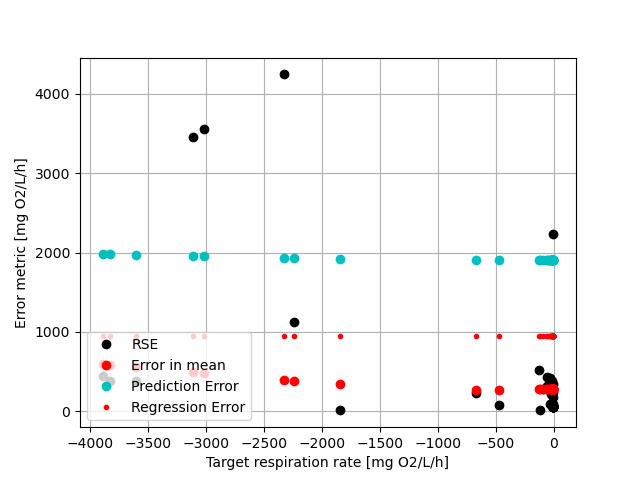 4000
3000
2000
1000
0
Error metric [mg O2/L/h]
RSE
Error in mean
Prediction Error
Regression Error
−4000 −3500 −3000 −2500 −2000 −1500 −1000 −500 0
Target respiration rate [mg O2/L/h]